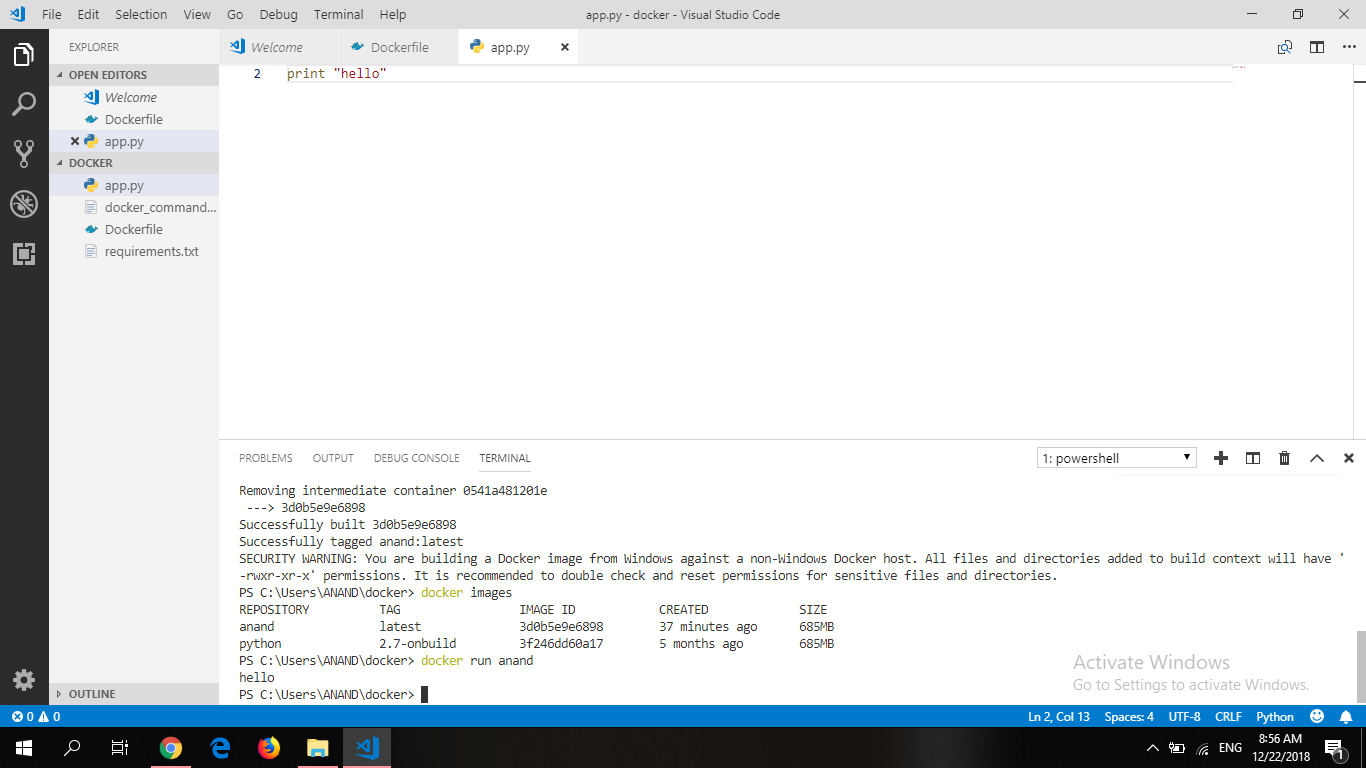 File Edit Selection View Go Debug Terminal Help app.py - docker - Visual Studio Code
EXPLORER Welcome Dockerfile app.py
OPEN EDITORS
Welcome
Dockerfile
app.py
DOCKER
app.py
docker_command...
Dockerfile
requirements.txt
OUTLINE
2 print "hello"
PROBLEMS OUTPUT DEBUG CONSOLE TERMINAL 1: powershell
Removing intermediate container 0541a481201e
---> 3d0b5e9e6898
Successfully built 3d0b5e9e6898
Successfully tagged anand:latest
SECURITY WARNING: You are building a Docker image from Windows against a non-Windows Docker host. All files and directories added to build context will have '
-rwxr-xr-x' permissions. It is recommended to double check and reset permissions for sensitive files and directories.
PS C:\Users\ANAND\docker> docker images
REPOSITORY TAG IMAGE ID CREATED SIZE
anand latest 3d0b5e9e6898 37 minutes ago 685MB
python 2.7-onbuild 3f246dd60a17 5 months ago 685MB
PS C:\Users\ANAND\docker> docker run anand
hello
PS C:\Users\ANAND\docker>
Activate Windows
Go to Settings to activate Windows.
0 0 Ln 2, Col 13 Spaces: 4 UTF-8 CRLF Python
ENG 8:56 AM
12/22/2018 1